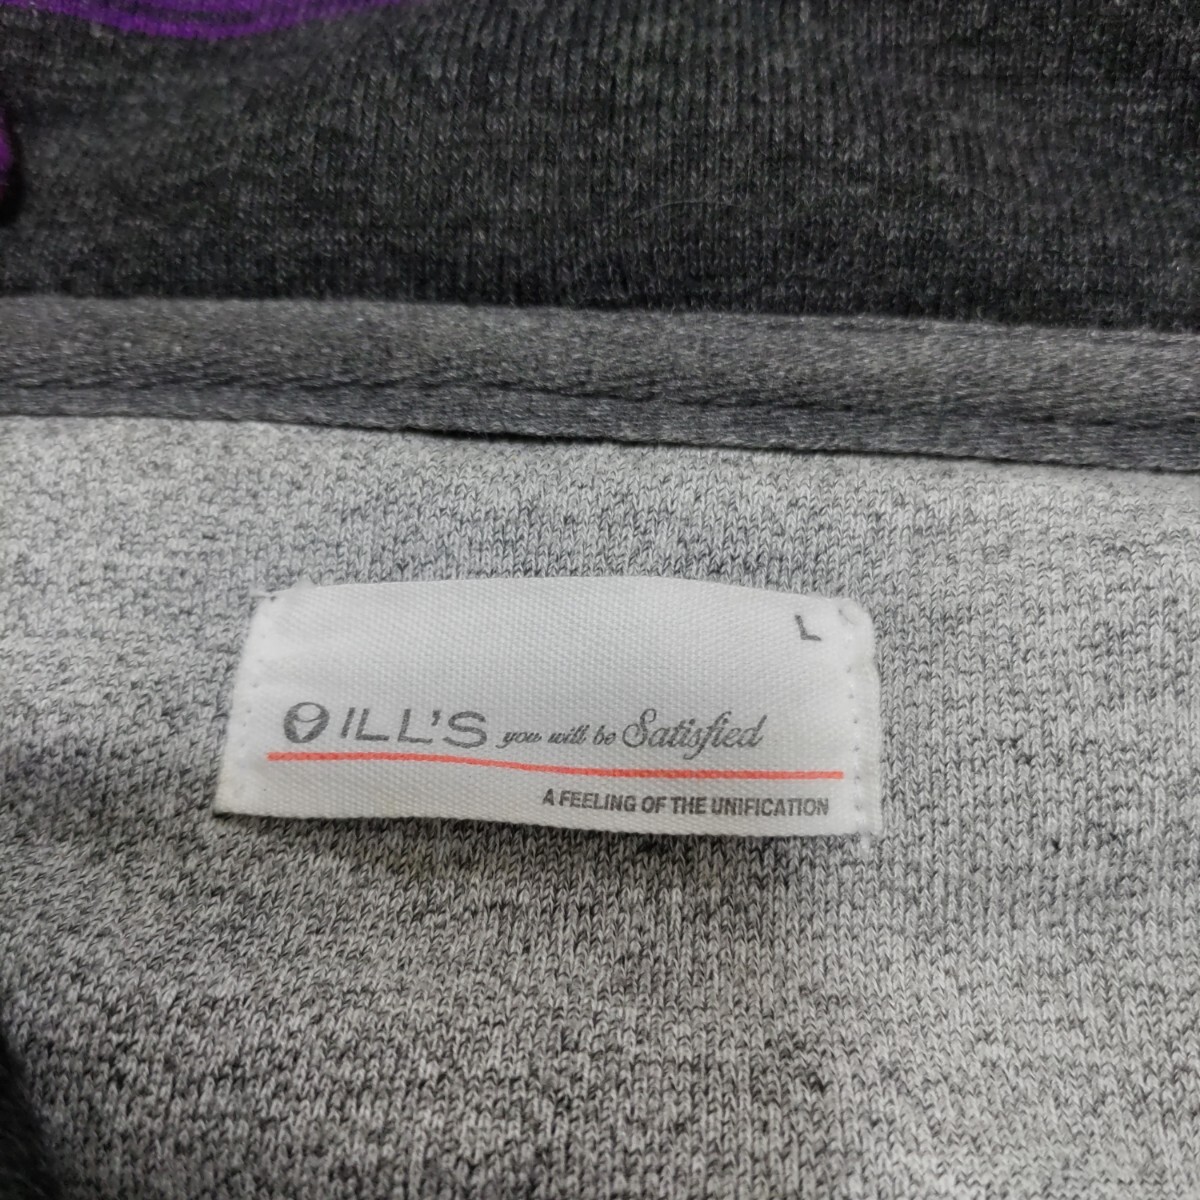 L
ILL'S you will be Satisfied
A FEELING OF THE UNIFICATION